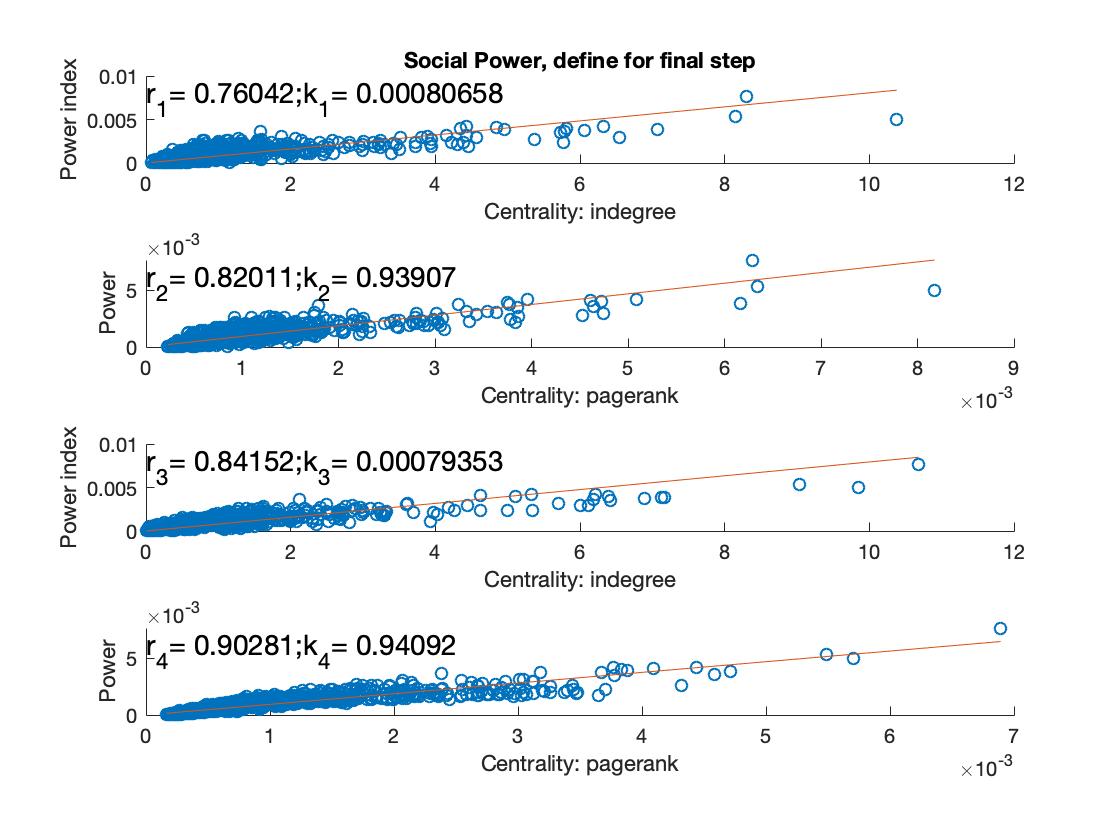 Social Power, define for final step
Power index
0.01
0.005
0
r1= 0.76042;k1= 0.00080658
0 2 4 6 8 10 12
Centrality: indegree
×10-3
Power
5
0
r2= 0.82011;k2= 0.93907
0 1 2 3 4 5 6 7 8 9
Centrality: pagerank
×10-3
Power index
0.01
0.005
0
r3= 0.84152;k3= 0.00079353
0 2 4 6 8 10 12
Centrality: indegree
×10-3
Power
5
0
r4= 0.90281;k4= 0.94092
0 1 2 3 4 5 6 7
Centrality: pagerank
×10-3